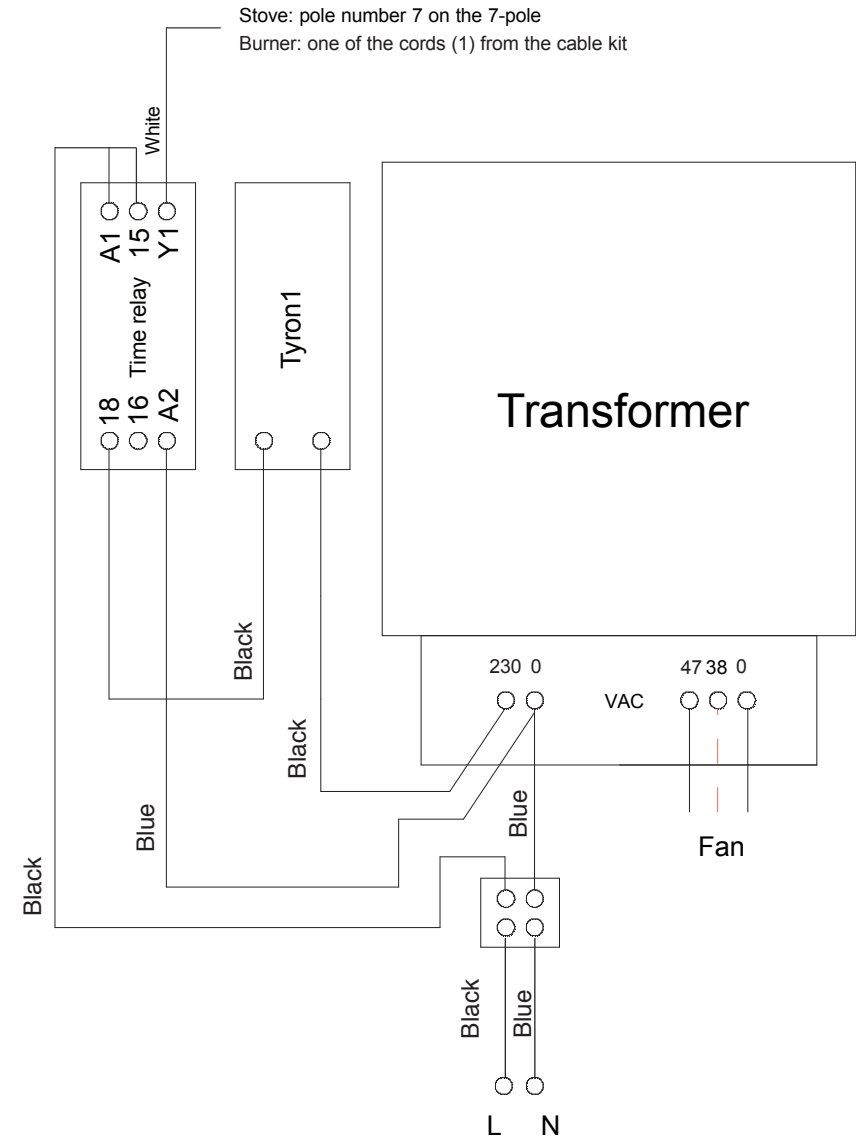 Stove: pole number 7 on the 7-pole
Burner: one of the cords (1) from the cable kit
White
A1
15
Y1
Time relay
18
16
A2
Tyron1
Transformer
230 0
VAC
47 38 0
Fan
Black
Black
Blue
Blue
Black
Black
Blue
L N